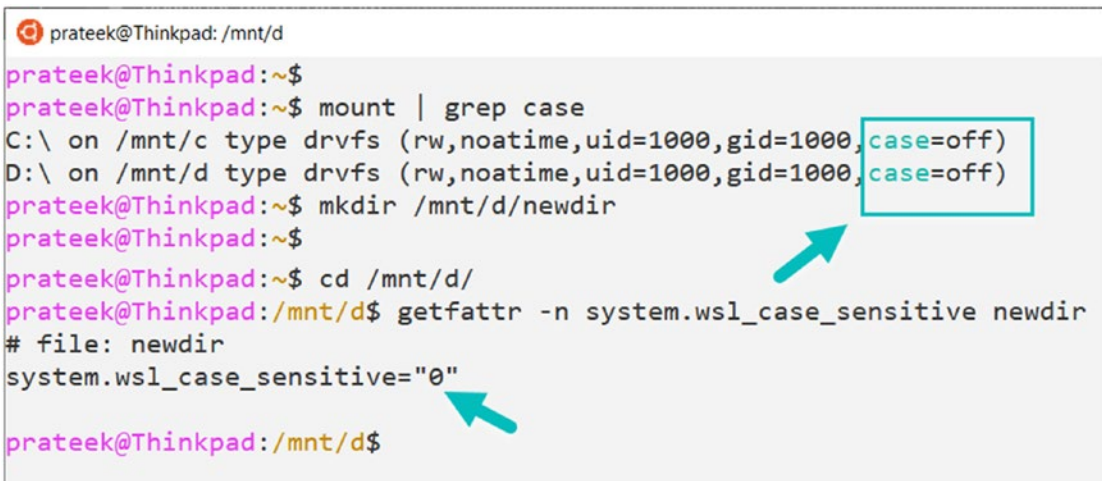 prateek@Thinkpad: /mnt/d
prateek@Thinkpad:~$
prateek@Thinkpad:~$ mount | grep case
C:\ on /mnt/c type drvfs (rw,noatime,uid=1000,gid=1000,case=off)
D:\ on /mnt/d type drvfs (rw,noatime,uid=1000,gid=1000,case=off)
prateek@Thinkpad:~$ mkdir /mnt/d/newdir
prateek@Thinkpad:~$
prateek@Thinkpad:~$ cd /mnt/d/
prateek@Thinkpad:/mnt/d$ getfattr -n system.wsl_case_sensitive newdir
# file: newdir
system.wsl_case_sensitive="0"
prateek@Thinkpad:/mnt/d$